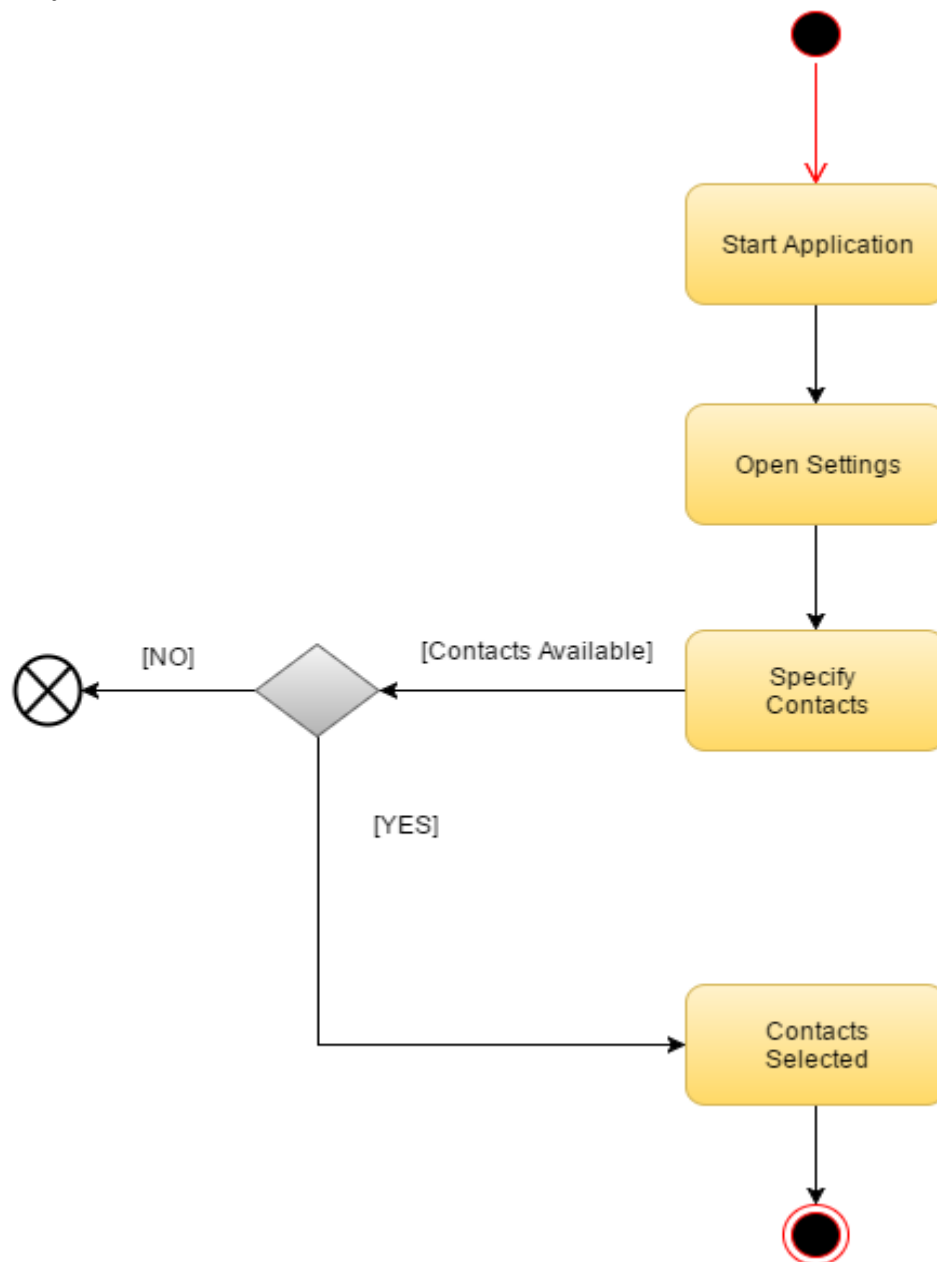 Start Application
Open Settings
[NO]
[Contacts Available]
Specify
Contacts
[YES]
Contacts
Selected